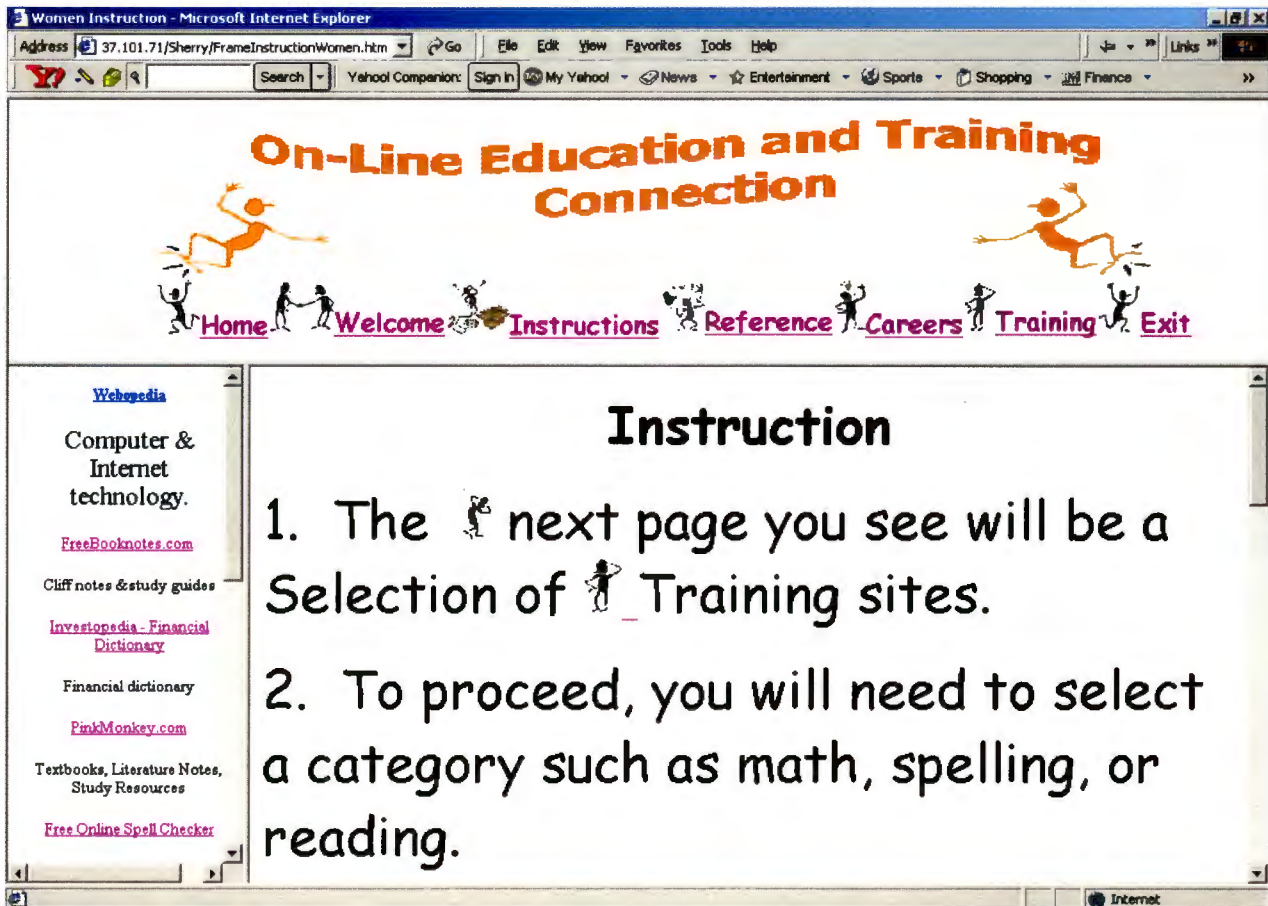 Women Instruction - Microsoft Internet Explorer
Address 37.101.71/Sherry/FrameInstructionWomen.htm Go File Edit View Favorites Tools Help Links
Y! Search Yahoo! Companion: Sign In My Yahoo! News Entertainment Sports Shopping Finance
On-Line Education and Training
Connection
Home Welcome Instructions Reference Careers Training Exit
Webopedia
Computer &
Internet
technology.
FreeBooknotes.com
Cliff notes &study guides
Investopedia - Financial
Dictionary
Financial dictionary
PinkMonkey.com
Textbooks, Literature Notes,
Study Resources
Free Online Spell Checker
Instruction
1. The next page you see will be a
Selection of Training sites.
2. To proceed, you will need to select
a category such as math, spelling, or
reading.
Internet